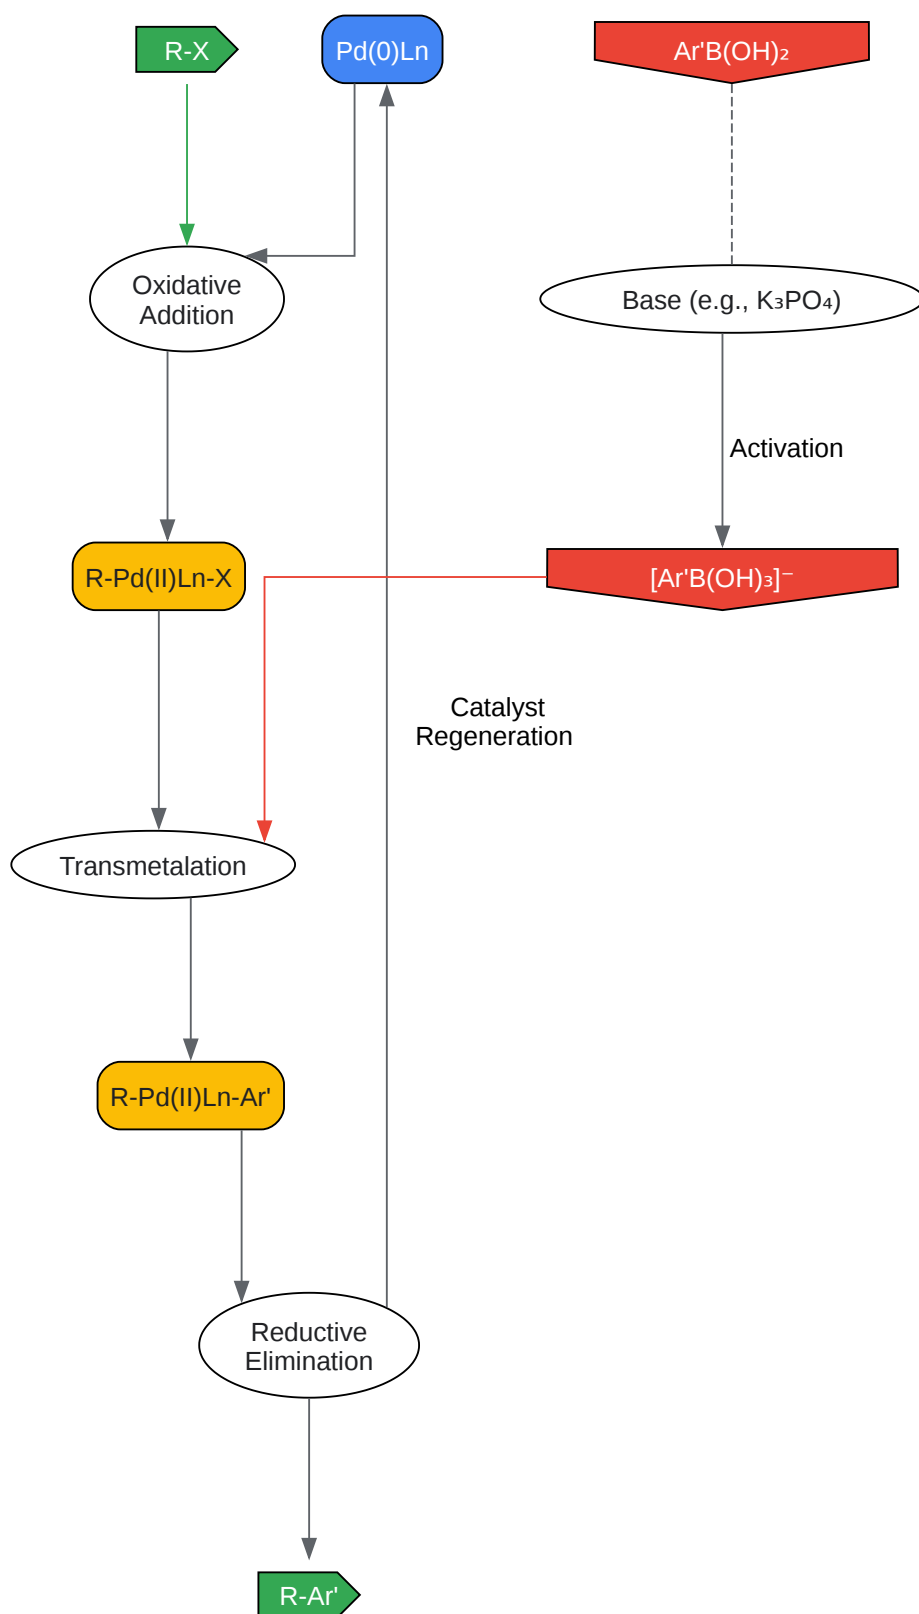 R-X
Pd(0)Ln
Ar'B(OH)₂
Oxidative
Addition
Base (e.g., K₃PO₄)
Activation
R-Pd(II)Ln-X
[Ar'B(OH)₃]⁻
Catalyst
Regeneration
Transmetalation
R-Pd(II)Ln-Ar'
Reductive
Elimination
R-Ar'